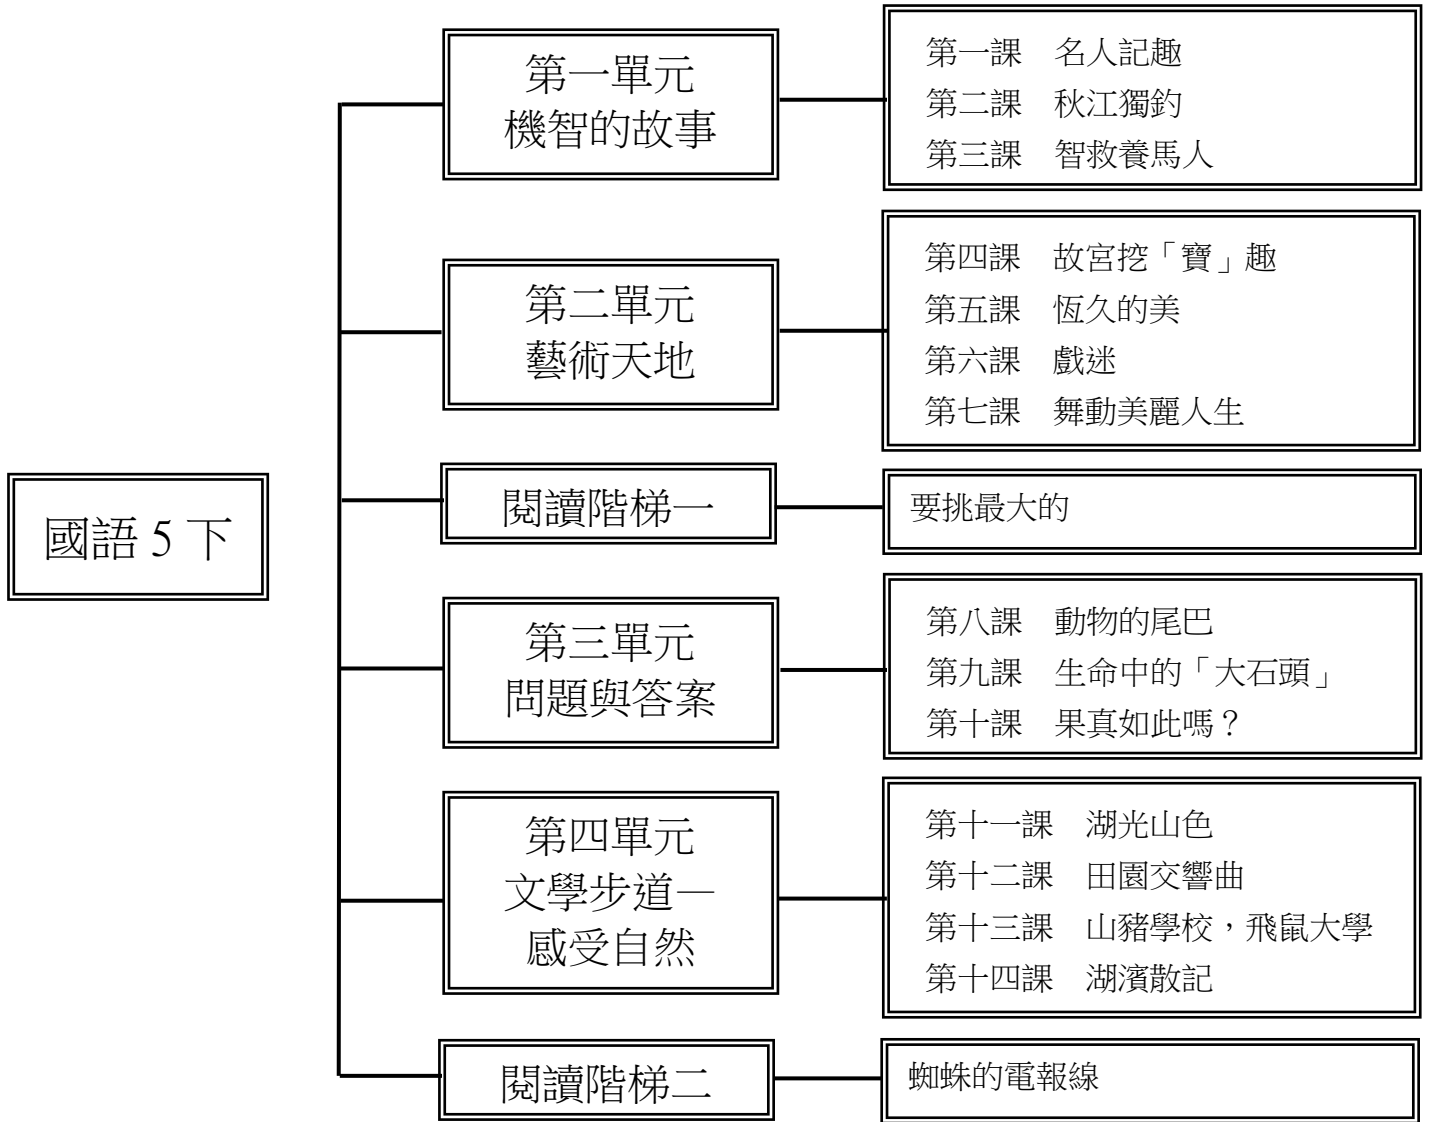 國語 5 下
第一單元
機智的故事
第一課　名人記趣
第二課　秋江獨釣
第三課　智救養馬人
第二單元
藝術天地
第四課　故宮挖「寶」趣
第五課　恆久的美
第六課　戲迷
第七課　舞動美麗人生
閱讀階梯一
要挑最大的
第三單元
問題與答案
第八課　動物的尾巴
第九課　生命中的「大石頭」
第十課　果真如此嗎？
第四單元
文學步道—
感受自然
第十一課　湖光山色
第十二課　田園交響曲
第十三課　山豬學校，飛鼠大學
第十四課　湖濱散記
閱讀階梯二
蜘蛛的電報線